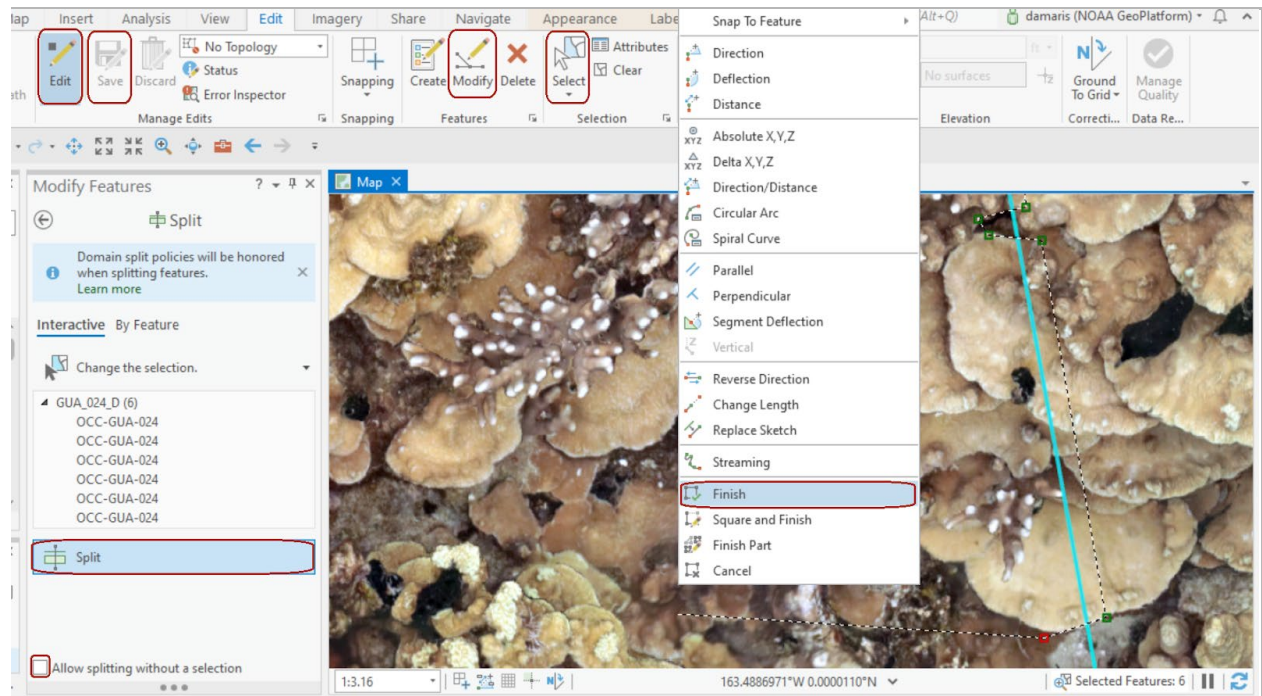 Map Insert Analysis View Edit Imagery Share Navigate Appearance Labe Alt+Q) damaris (NOAA GeoPlatform)
Edit
Save
Discard
No Topology
Status
Error Inspector
Manage Edits
Snapping
Snapping
Create
Modify
Delete
Features
Select
Attributes
Clear
Selection
ft
No surfaces
Elevation
Ground
To Grid
Correcti...
Manage
Quality
Data Re...
Modify Features ?
Split
Domain split policies will be honored
when splitting features.
Learn more
Interactive By Feature
Change the selection.
GUA_024_D (6)
OCC-GUA-024
OCC-GUA-024
OCC-GUA-024
OCC-GUA-024
OCC-GUA-024
OCC-GUA-024
Split
Allow splitting without a selection
Map
Snap To Feature
Direction
Deflection
Distance
XYZ Absolute X,Y,Z
XYZ Delta X,Y,Z
Direction/Distance
Circular Arc
Spiral Curve
Parallel
Perpendicular
Segment Deflection
Z Vertical
Reverse Direction
Change Length
Replace Sketch
Streaming
Finish
Square and Finish
Finish Part
Cancel
1:3.16
N
163.4886971°W 0.0000110°N
Selected Features: 6